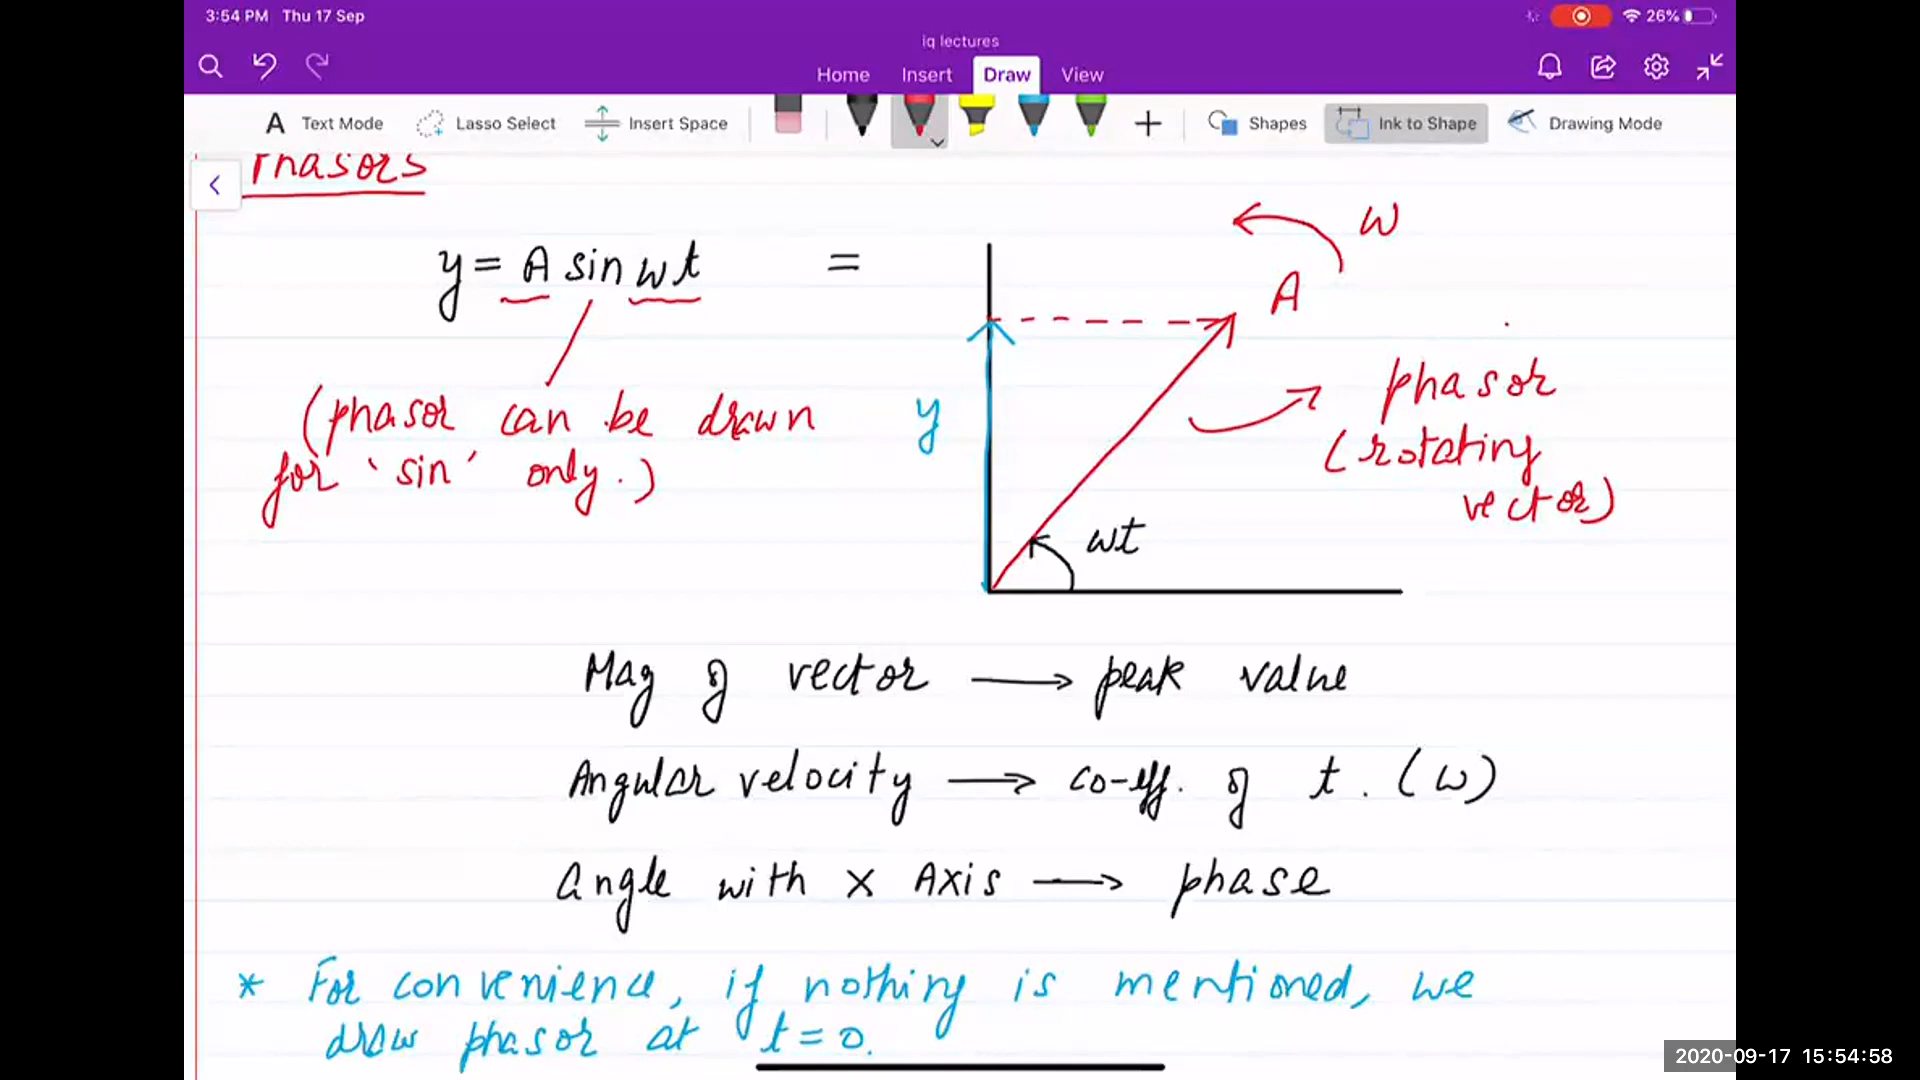 3:54 PM Thu 17 Sep
26%
iq lectures
Home Insert Draw View
Text Mode Lasso Select Insert Space Shapes Ink to Shape Drawing Mode
Phasors
y = A sin wt =
w
A
(phasor can be drawn
for 'sin' only.)
y
phasor
(rotating
vector)
wt
Mag of vector → peak value
Angular velocity → co-eff. of t. (ω)
Angle with X Axis → phase
* For convenience, if nothing is mentioned, we
draw phasor at t = 0.
2020-09-17 15:54:58